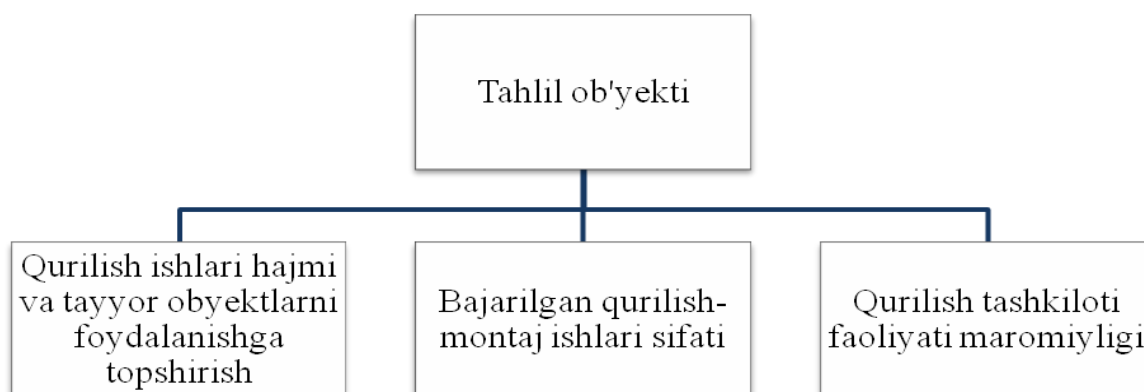 Tahlil ob'yekti
Qurilish ishlari hajmi
va tayyor obyektlarni
foydalanishga
topshirish
Bajarilgan qurilish-
montaj ishlari sifati
Qurilish tashkiloti
faoliyati maromiyligi